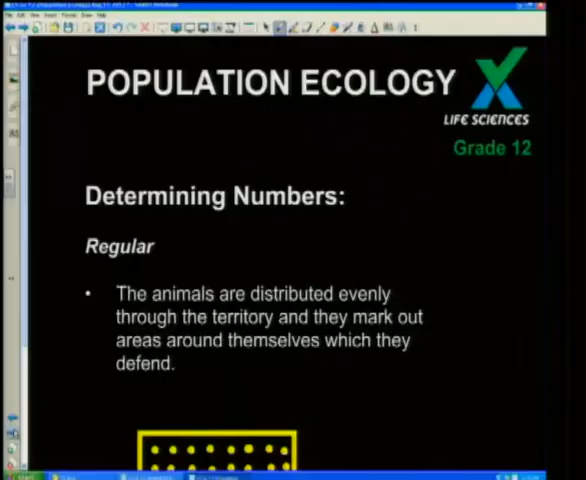 POPULATION ECOLOGY
LIFE SCIENCES
Grade 12
Determining Numbers:
Regular
• The animals are distributed evenly
through the territory and they mark out
areas around themselves which they
defend.